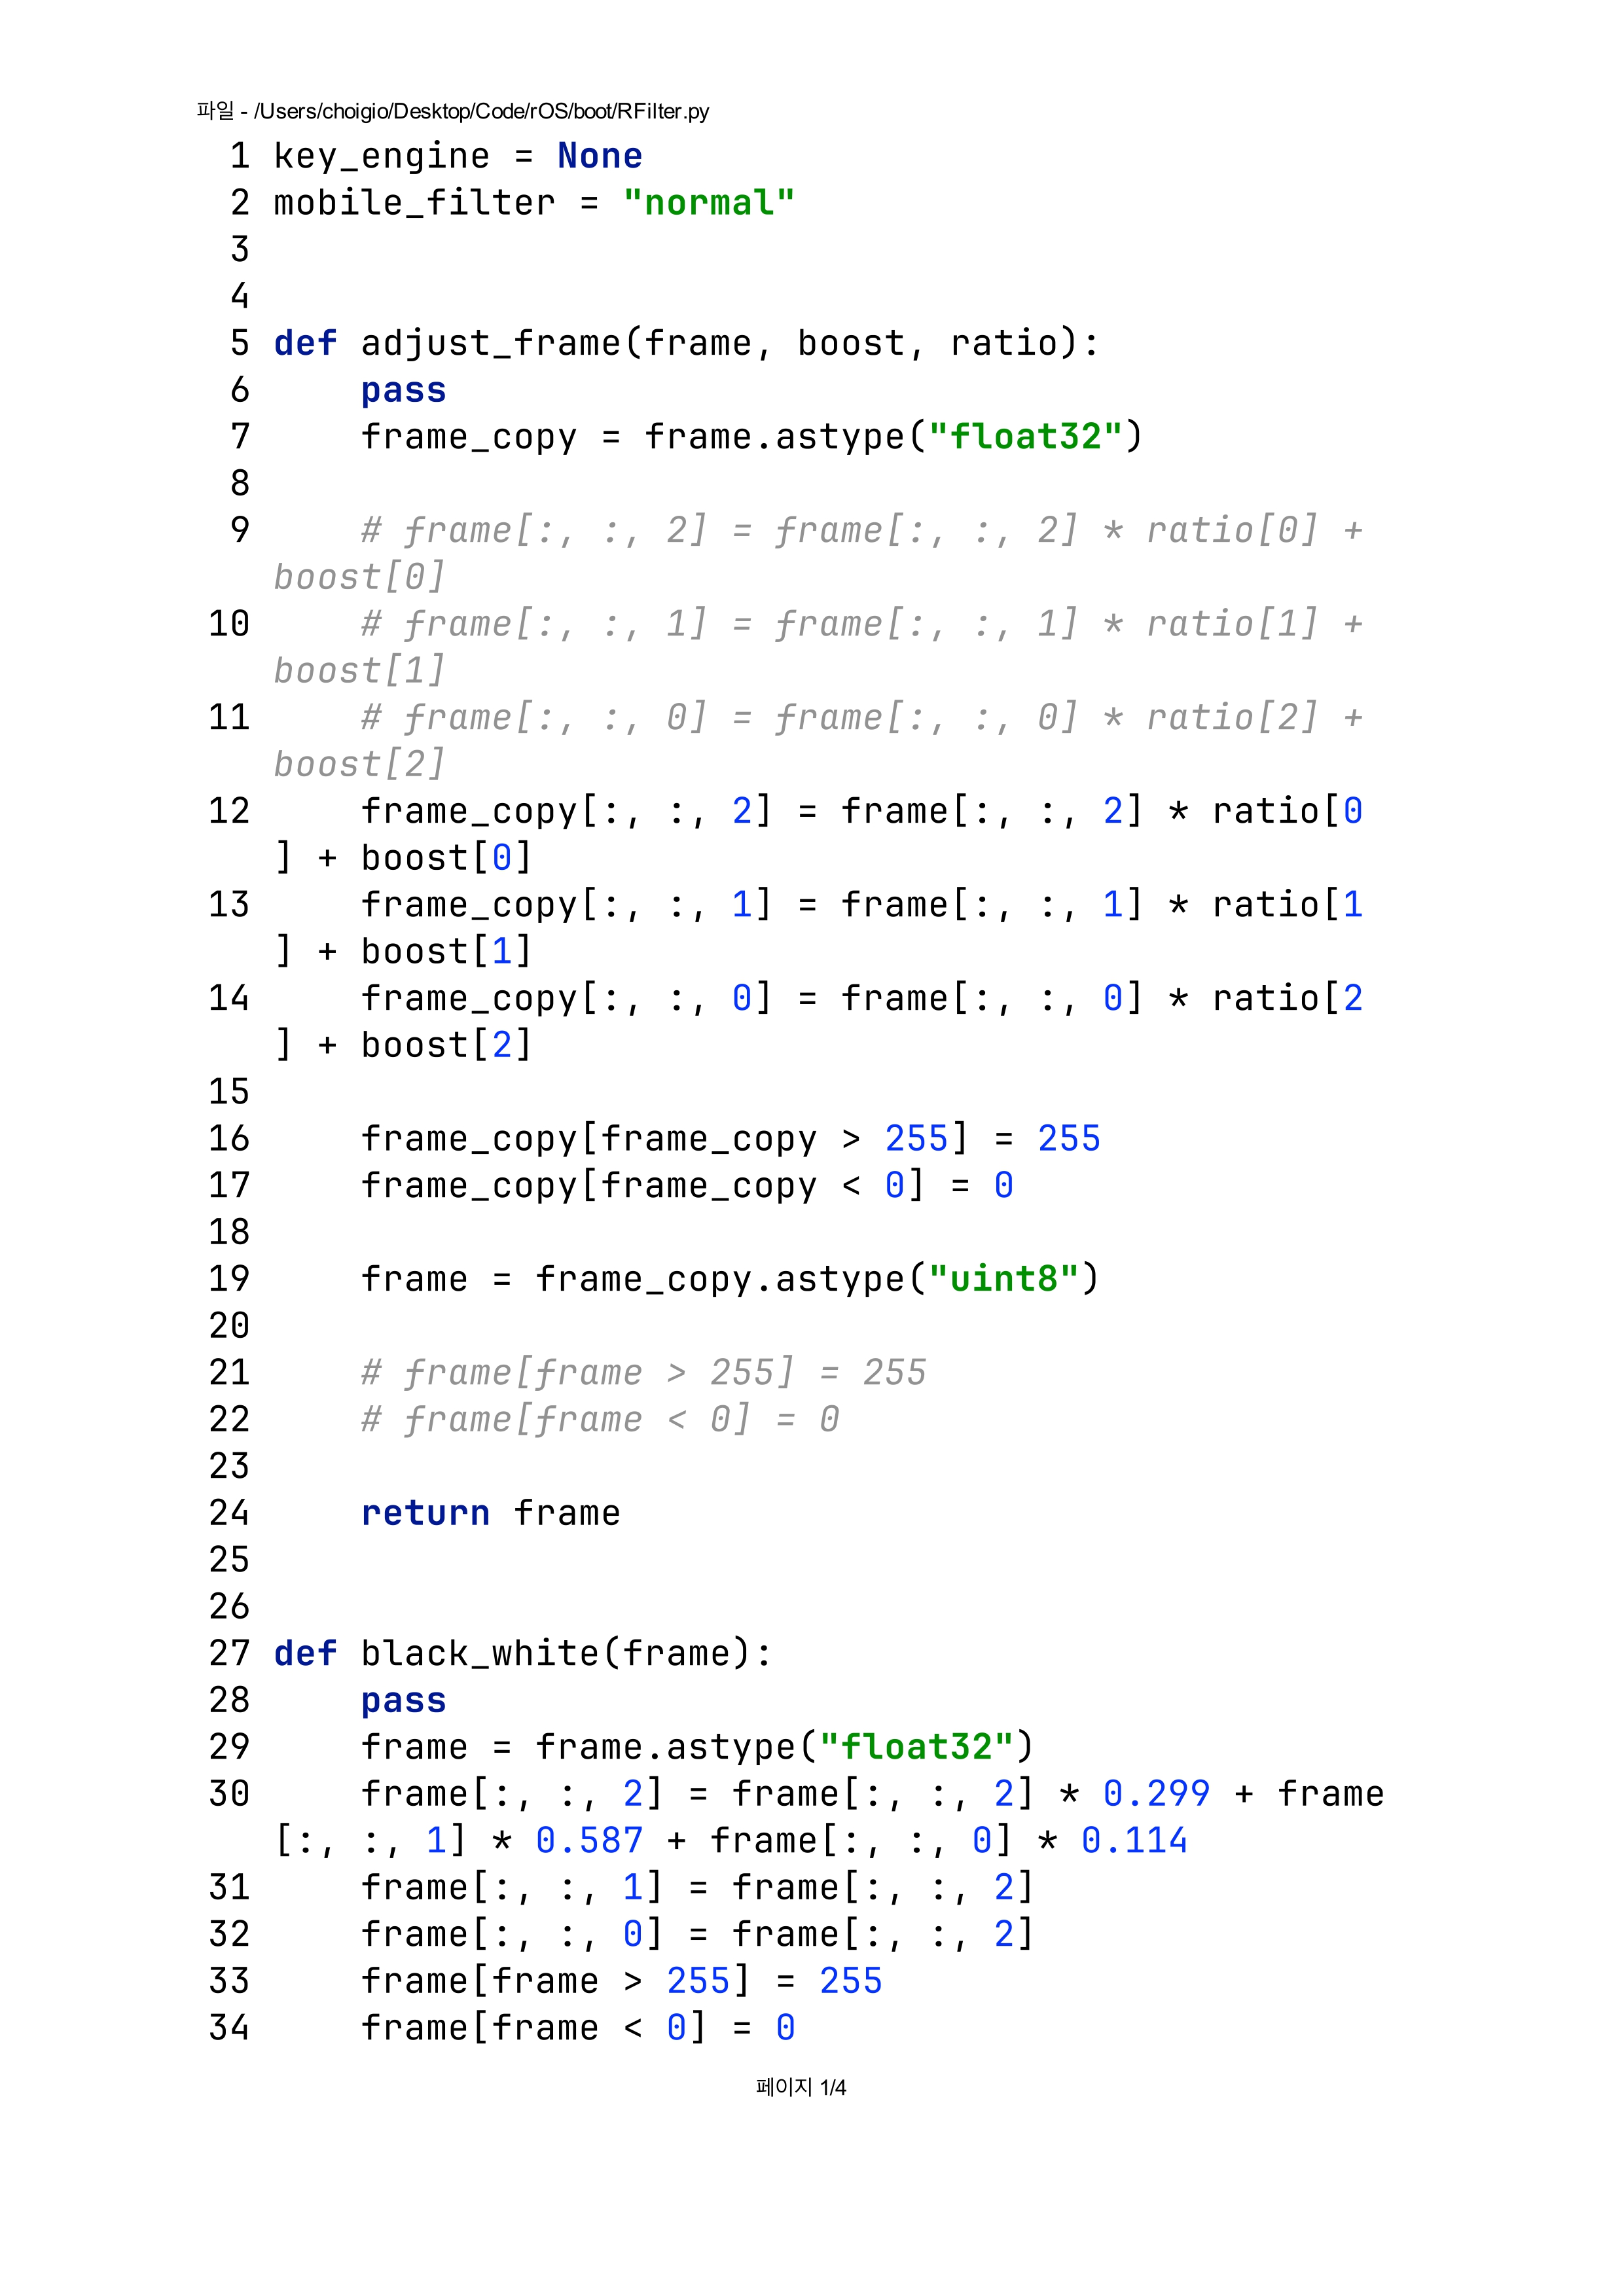 파일 - /Users/choigio/Desktop/Code/rOS/boot/RFilter.py
1 key_engine = None
2 mobile_filter = "normal"
3
4
5 def adjust_frame(frame, boost, ratio):
6     pass
7     frame_copy = frame.astype("float32")
8
9     # frame[:, :, 2] = frame[:, :, 2] * ratio[0] +
boost[0]
10     # frame[:, :, 1] = frame[:, :, 1] * ratio[1] +
boost[1]
11     # frame[:, :, 0] = frame[:, :, 0] * ratio[2] +
boost[2]
12     frame_copy[:, :, 2] = frame[:, :, 2] * ratio[0
] + boost[0]
13     frame_copy[:, :, 1] = frame[:, :, 1] * ratio[1
] + boost[1]
14     frame_copy[:, :, 0] = frame[:, :, 0] * ratio[2
] + boost[2]
15
16     frame_copy[frame_copy > 255] = 255
17     frame_copy[frame_copy < 0] = 0
18
19     frame = frame_copy.astype("uint8")
20
21     # frame[frame > 255] = 255
22     # frame[frame < 0] = 0
23
24     return frame
25
26
27 def black_white(frame):
28     pass
29     frame = frame.astype("float32")
30     frame[:, :, 2] = frame[:, :, 2] * 0.299 + frame
[:, :, 1] * 0.587 + frame[:, :, 0] * 0.114
31     frame[:, :, 1] = frame[:, :, 2]
32     frame[:, :, 0] = frame[:, :, 2]
33     frame[frame > 255] = 255
34     frame[frame < 0] = 0
페이지 1/4